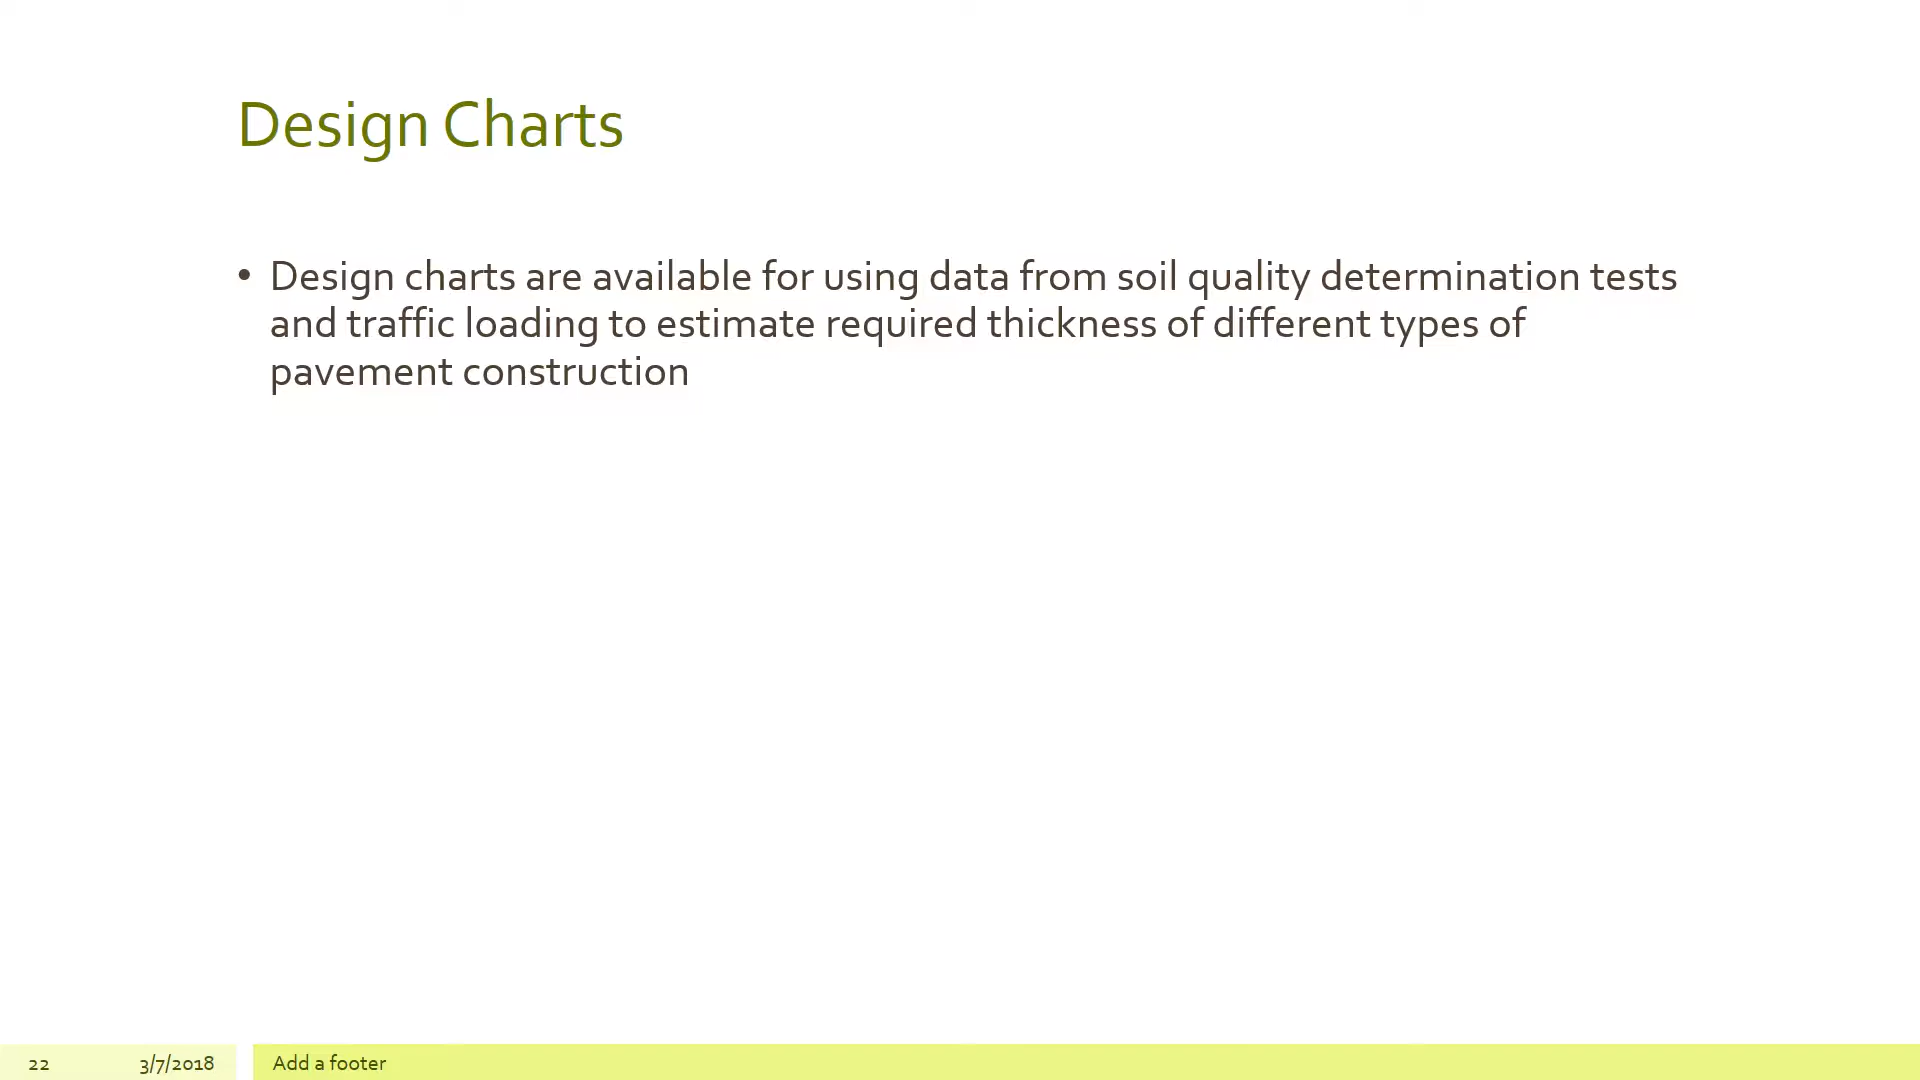 Design Charts
• Design charts are available for using data from soil quality determination tests
and traffic loading to estimate required thickness of different types of
pavement construction
22 3/7/2018 Add a footer